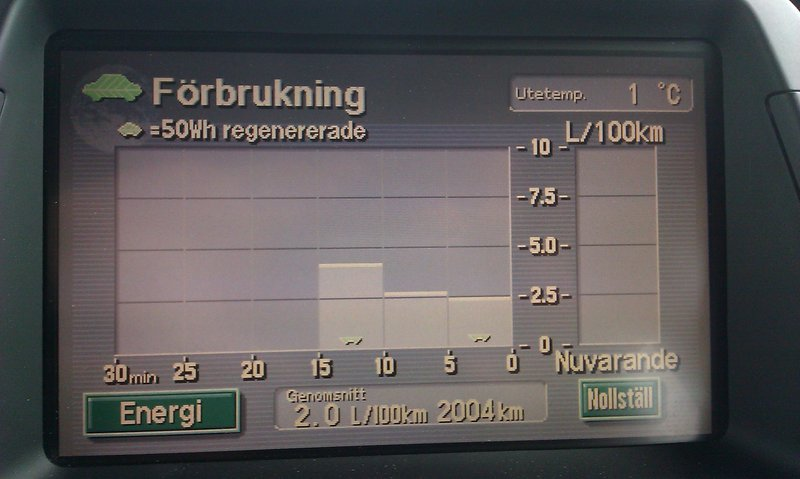 Förbrukning
Utetemp. 1 °C
=50Wh regenererade
L/100km
10
7.5
5.0
2.5
0
30min 25 20 15 10 5 0
Nuvarande
Energi
Genomsnitt
2.0 L/100km 2004km
Nollställ